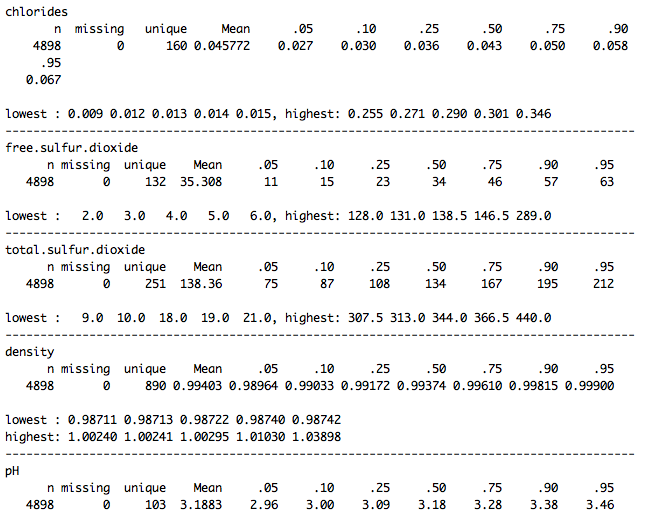 chlorides
n missing unique Mean .05 .10 .25 .50 .75 .90
4898 0 160 0.045772 0.027 0.030 0.036 0.043 0.050 0.058
.95
0.067
lowest : 0.009 0.012 0.013 0.014 0.015, highest: 0.255 0.271 0.290 0.301 0.346
--------------------------------------------------------------------------------
free.sulfur.dioxide
n missing unique Mean .05 .10 .25 .50 .75 .90 .95
4898 0 132 35.308 11 15 23 34 46 57 63
lowest : 2.0 3.0 4.0 5.0 6.0, highest: 128.0 131.0 138.5 146.5 289.0
--------------------------------------------------------------------------------
total.sulfur.dioxide
n missing unique Mean .05 .10 .25 .50 .75 .90 .95
4898 0 251 138.36 75 87 108 134 167 195 212
lowest : 9.0 10.0 18.0 19.0 21.0, highest: 307.5 313.0 344.0 366.5 440.0
--------------------------------------------------------------------------------
density
n missing unique Mean .05 .10 .25 .50 .75 .90 .95
4898 0 890 0.99403 0.98964 0.99033 0.99172 0.99374 0.99610 0.99815 0.99900
lowest : 0.98711 0.98713 0.98722 0.98740 0.98742
highest: 1.00240 1.00241 1.00295 1.01030 1.03898
--------------------------------------------------------------------------------
pH
n missing unique Mean .05 .10 .25 .50 .75 .90 .95
4898 0 103 3.1883 2.96 3.00 3.09 3.18 3.28 3.38 3.46